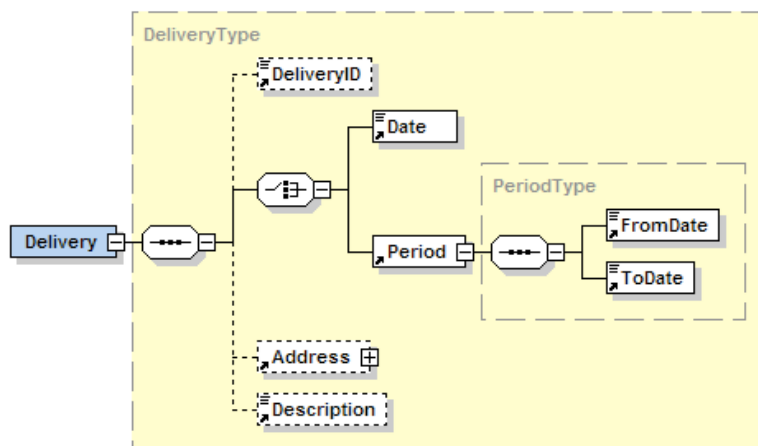 DeliveryType
DeliveryID
Date
PeriodType
FromDate
Delivery
Period
ToDate
Address
Description